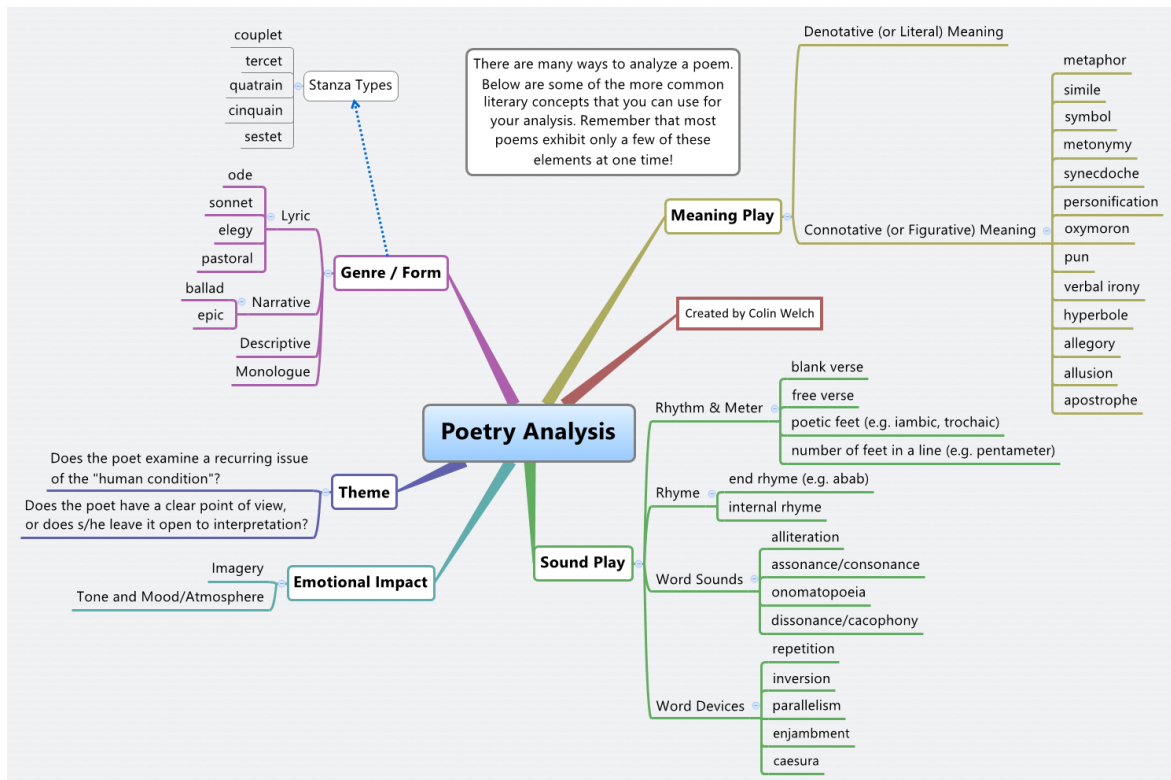 There are many ways to analyze a poem.
Below are some of the more common
literary concepts that you can use for
your analysis. Remember that most
poems exhibit only a few of these
elements at one time!
Poetry Analysis
Genre / Form
Stanza Types
couplet
tercet
quatrain
cinquain
sestet
Lyric
ode
sonnet
elegy
pastoral
Narrative
ballad
epic
Descriptive
Monologue
Theme
Does the poet examine a recurring issue
of the "human condition"?
Does the poet have a clear point of view,
or does s/he leave it open to interpretation?
Emotional Impact
Imagery
Tone and Mood/Atmosphere
Meaning Play
Denotative (or Literal) Meaning
Connotative (or Figurative) Meaning
metaphor
simile
symbol
metonymy
synecdoche
personification
oxymoron
pun
verbal irony
hyperbole
allegory
allusion
apostrophe
Created by Colin Welch
Sound Play
Rhythm & Meter
blank verse
free verse
poetic feet (e.g. iambic, trochaic)
number of feet in a line (e.g. pentameter)
Rhyme
end rhyme (e.g. abab)
internal rhyme
Word Sounds
alliteration
assonance/consonance
onomatopoeia
dissonance/cacophony
Word Devices
repetition
inversion
parallelism
enjambment
caesura